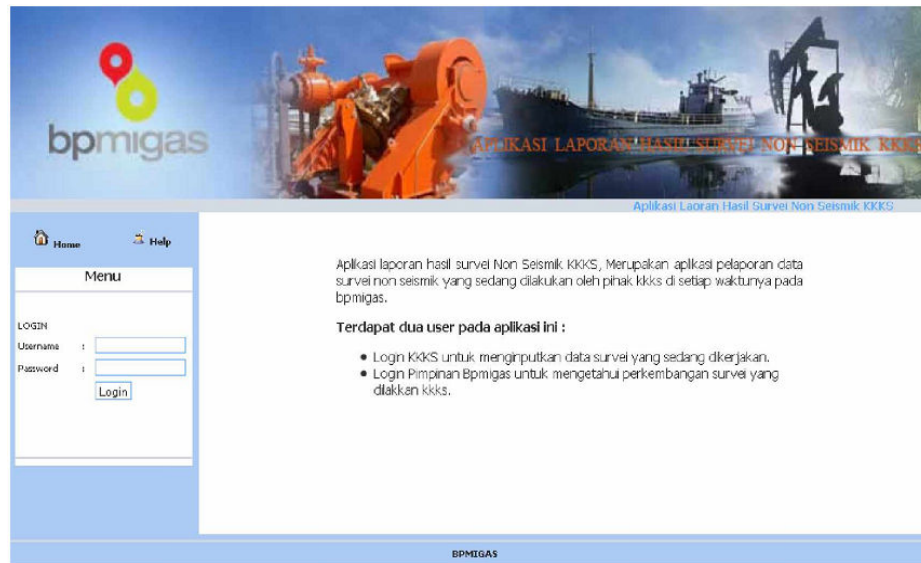 bpmigas
APLIKASI LAPORAN HASIL SURVEI NON SEISMIK KKKS
Aplikasi Laoran Hasil Survei Non Seismik KKKS
Home
Help
Menu
LOGIN
Username :
Password :
Login
Aplikasi laporan hasil survei Non Seismik KKKS, Merupakan aplikasi pelaporan data
survei non seismik yang sedang dilakukan oleh pihak kkks di setiap waktunya pada
bpmigas.
Terdapat dua user pada aplikasi ini :
● Login KKKS untuk menginputkan data survei yang sedang dikerjakan.
● Login Pimpinan Bpmigas untuk mengetahui perkembangan survei yang
dilakkan kkks.
BPMIGAS